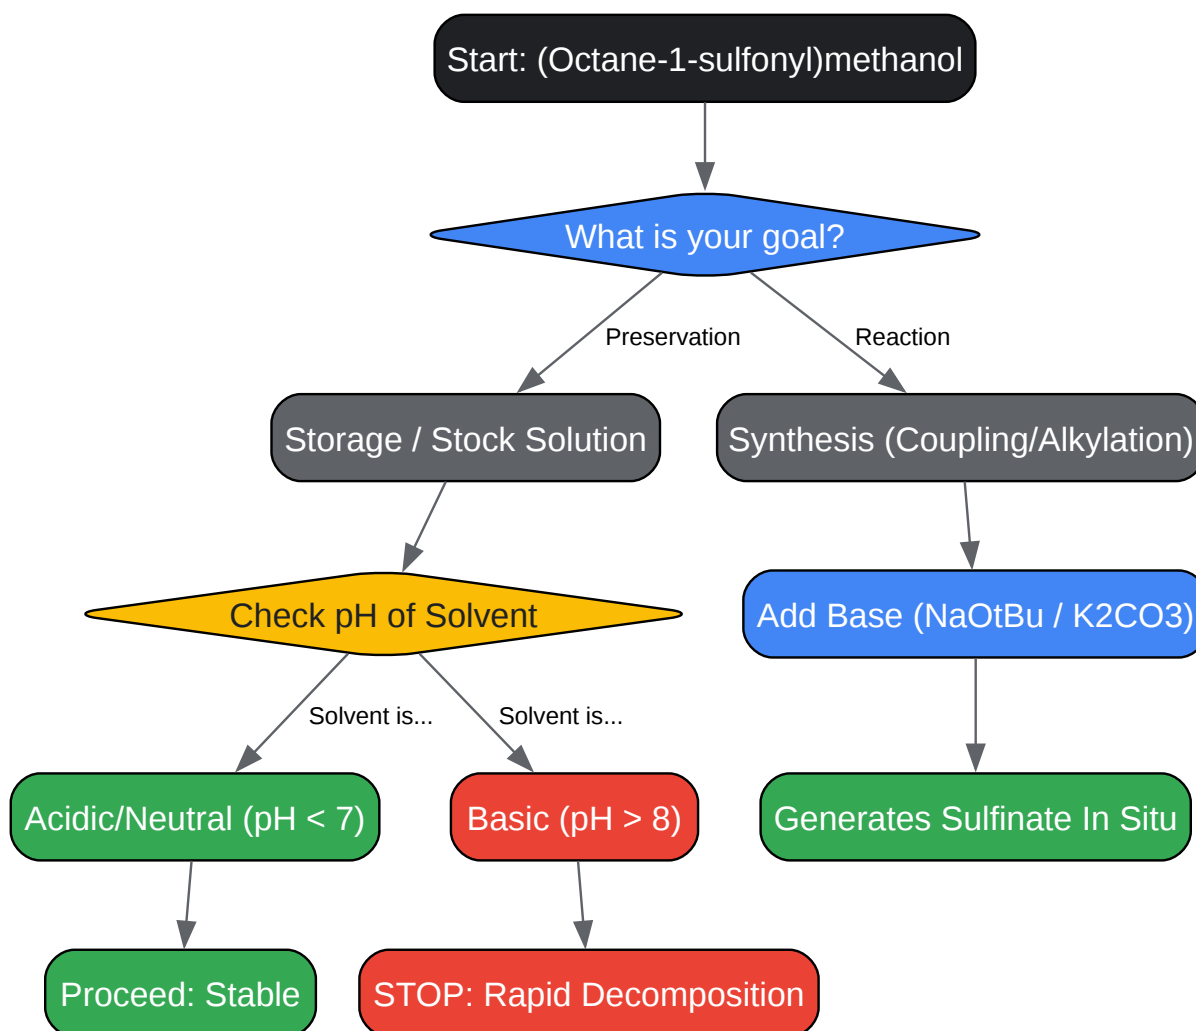 Start: (Octane-1-sulfonyl)methanol
What is your goal?
Preservation
Reaction
Storage / Stock Solution
Synthesis (Coupling/Alkylation)
Check pH of Solvent
Add Base (NaOtBu / K2CO3)
Solvent is...
Solvent is...
Acidic/Neutral (pH < 7)
Basic (pH > 8)
Generates Sulfinate In Situ
Proceed: Stable
STOP: Rapid Decomposition